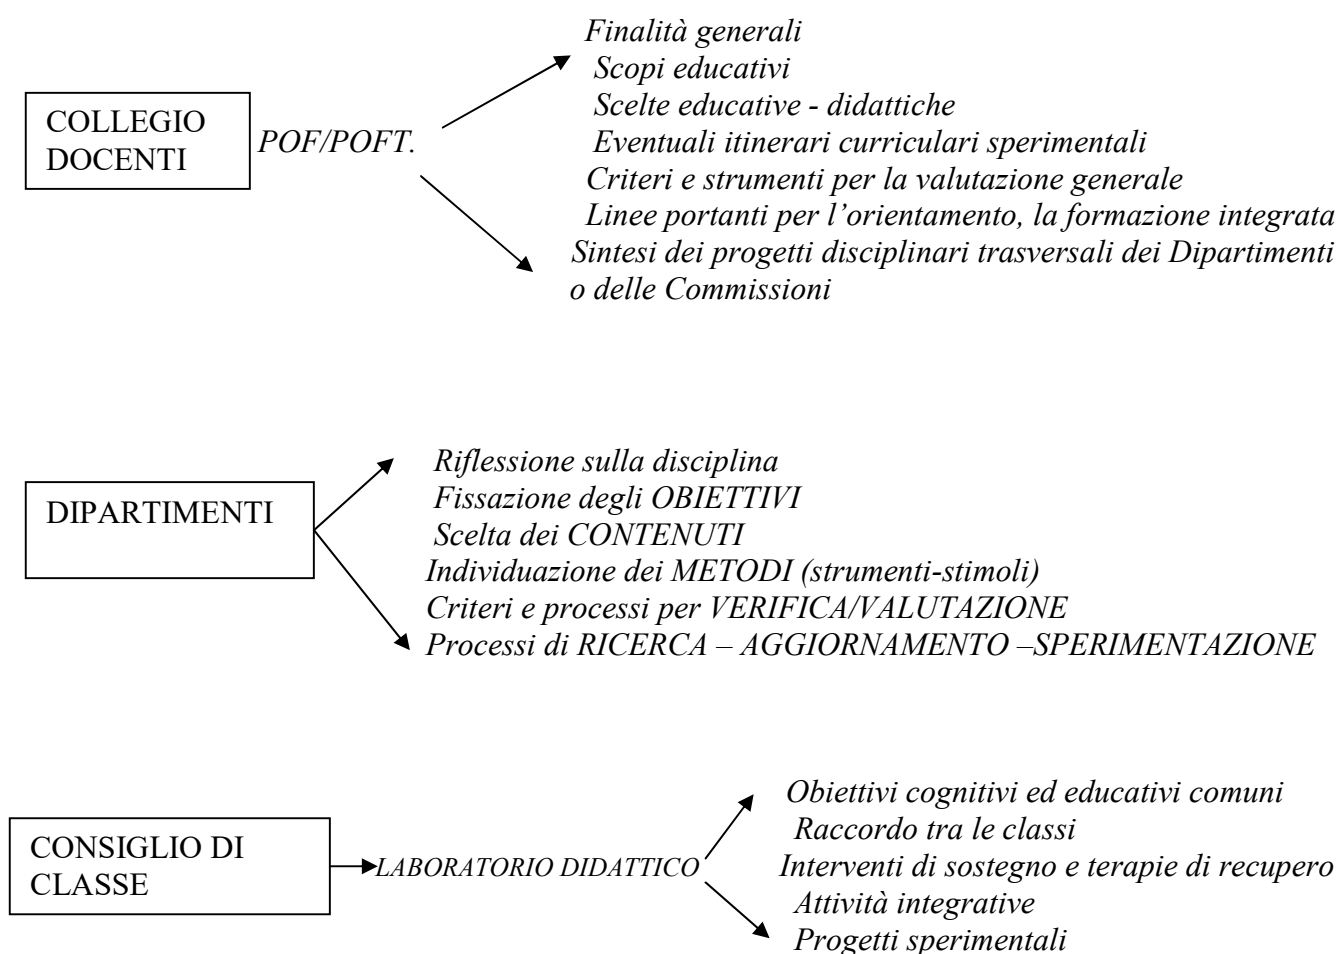 Finalità generali
Scopi educativi
Scelte educative - didattiche
COLLEGIO
DOCENTI
POF/POFT.
Eventuali itinerari curriculari sperimentali
Criteri e strumenti per la valutazione generale
Linee portanti per l’orientamento, la formazione integrata
Sintesi dei progetti disciplinari trasversali dei Dipartimenti
o delle Commissioni
DIPARTIMENTI
Riflessione sulla disciplina
Fissazione degli OBIETTIVI
Scelta dei CONTENUTI
Individuazione dei METODI (strumenti-stimoli)
Criteri e processi per VERIFICA/VALUTAZIONE
Processi di RICERCA – AGGIORNAMENTO –SPERIMENTAZIONE
CONSIGLIO DI
CLASSE
LABORATORIO DIDATTICO
Obiettivi cognitivi ed educativi comuni
Raccordo tra le classi
Interventi di sostegno e terapie di recupero
Attività integrative
Progetti sperimentali